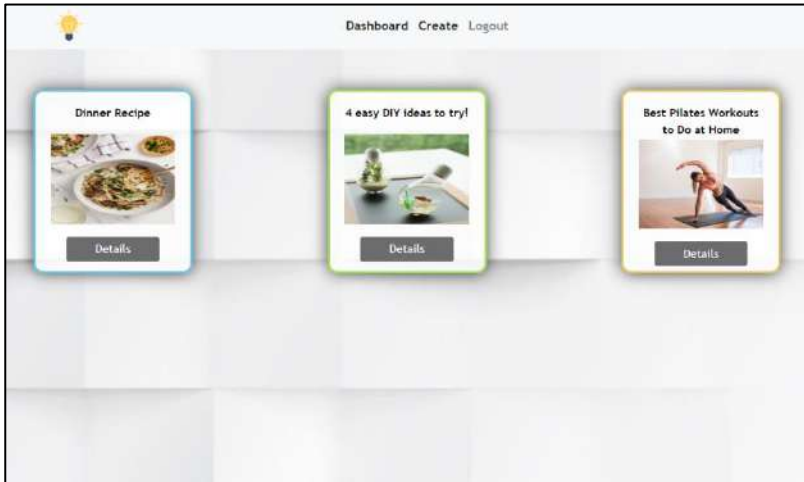 Dashboard Create Logout
Dinner Recipe
Details
4 easy DIY ideas to try!
Details
Best Pilates Workouts
to Do at Home
Details